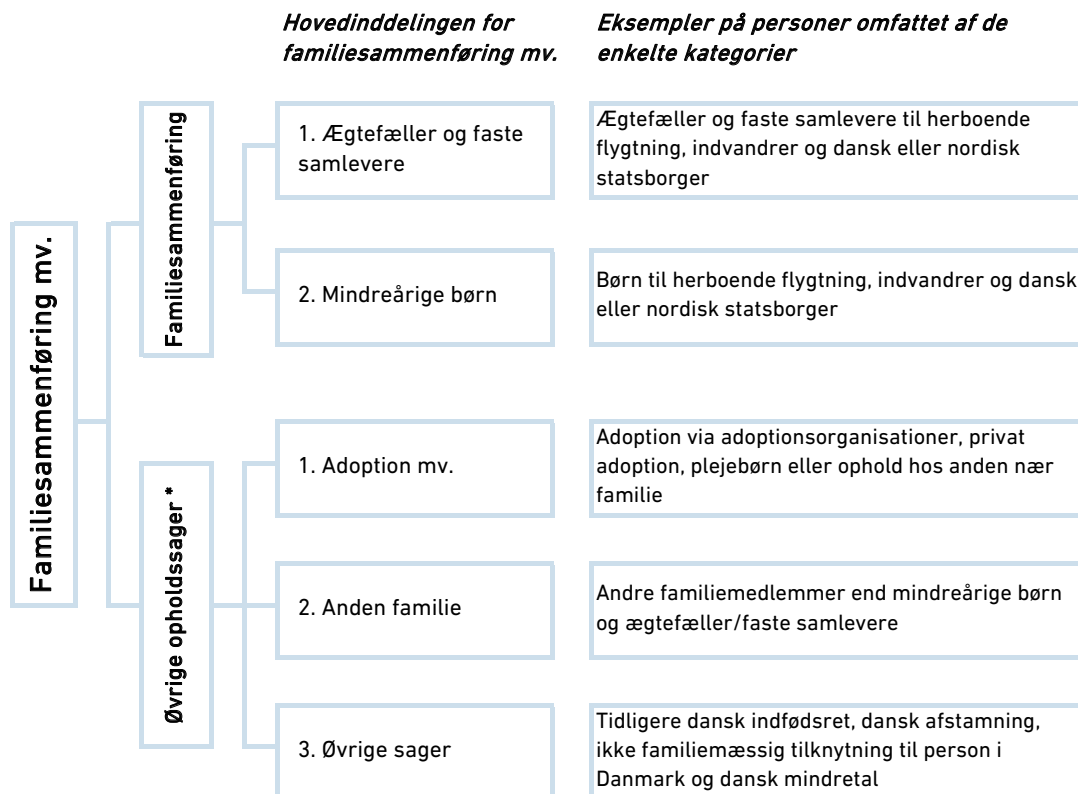 Hovedinddelingen for
familiesammenføring mv.
Eksempler på personer omfattet af de
enkelte kategorier
Familiesammenføring mv.
Familiesammenføring
1. Ægtefæller og faste
samlevere
Ægtefæller og faste samlevere til herboende
flygtning, indvandrer og dansk eller nordisk
statsborger
2. Mindreårige børn
Børn til herboende flygtning, indvandrer og dansk
eller nordisk statsborger
Øvrige opholdssager *
1. Adoption mv.
Adoption via adoptionsorganisationer, privat
adoption, plejebørn eller ophold hos anden nær
familie
2. Anden familie
Andre familiemedlemmer end mindreårige børn
og ægtefæller/faste samlevere
3. Øvrige sager
Tidligere dansk indfødsret, dansk afstamning,
ikke familiemæssig tilknytning til person i
Danmark og dansk mindretal